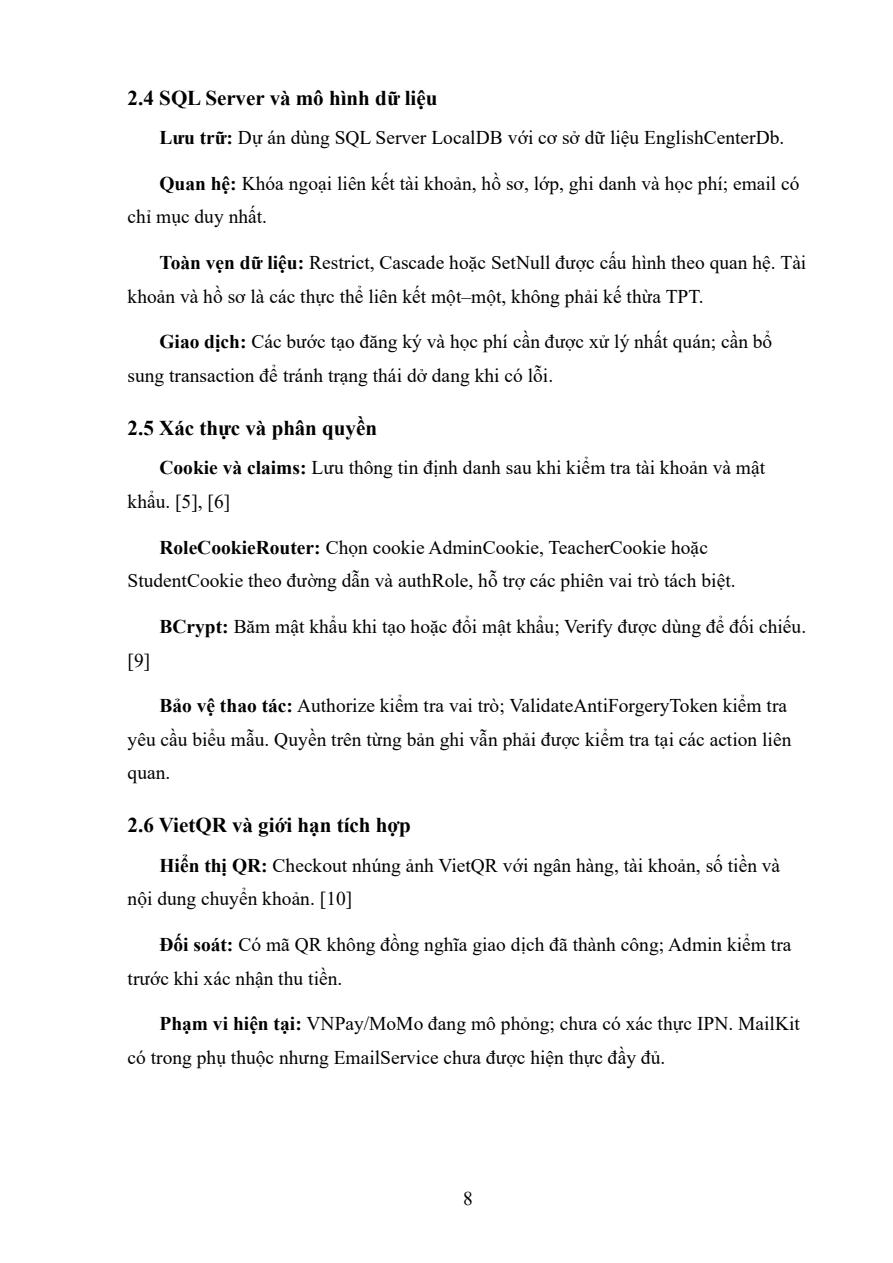 2.4 SQL Server và mô hình dữ liệu
Lưu trữ: Dự án dùng SQL Server LocalDB với cơ sở dữ liệu EnglishCenterDb.
Quan hệ: Khóa ngoại liên kết tài khoản, hồ sơ, lớp, ghi danh và học phí; email có
chỉ mục duy nhất.
Toàn vẹn dữ liệu: Restrict, Cascade hoặc SetNull được cấu hình theo quan hệ. Tài
khoản và hồ sơ là các thực thể liên kết một–một, không phải kế thừa TPT.
Giao dịch: Các bước tạo đăng ký và học phí cần được xử lý nhất quán; cần bổ
sung transaction để tránh trạng thái dở dang khi có lỗi.
2.5 Xác thực và phân quyền
Cookie và claims: Lưu thông tin định danh sau khi kiểm tra tài khoản và mật
khẩu. [5], [6]
RoleCookieRouter: Chọn cookie AdminCookie, TeacherCookie hoặc
StudentCookie theo đường dẫn và authRole, hỗ trợ các phiên vai trò tách biệt.
BCrypt: Băm mật khẩu khi tạo hoặc đổi mật khẩu; Verify được dùng để đối chiếu.
[9]
Bảo vệ thao tác: Authorize kiểm tra vai trò; ValidateAntiForgeryToken kiểm tra
yêu cầu biểu mẫu. Quyền trên từng bản ghi vẫn phải được kiểm tra tại các action liên
quan.
2.6 VietQR và giới hạn tích hợp
Hiển thị QR: Checkout nhúng ảnh VietQR với ngân hàng, tài khoản, số tiền và
nội dung chuyển khoản. [10]
Đối soát: Có mã QR không đồng nghĩa giao dịch đã thành công; Admin kiểm tra
trước khi xác nhận thu tiền.
Phạm vi hiện tại: VNPay/MoMo đang mô phỏng; chưa có xác thực IPN. MailKit
có trong phụ thuộc nhưng EmailService chưa được hiện thực đầy đủ.
8